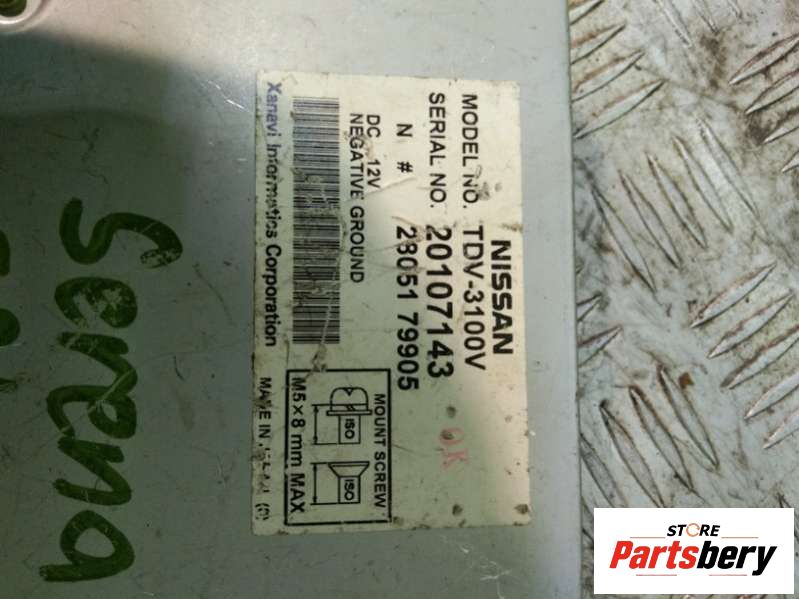 NISSAN
MODEL NO. TDV-3100V
SERIAL NO. 20107143
N # 28051 79905
DC 12V
NEGATIVE GROUND
Xanavi Informatics Corporation
MOUNT SCREW
ISO ISO
M5×8 mm MAX
MADE IN JAPAN
OK
Serena
STORE
Partsbery